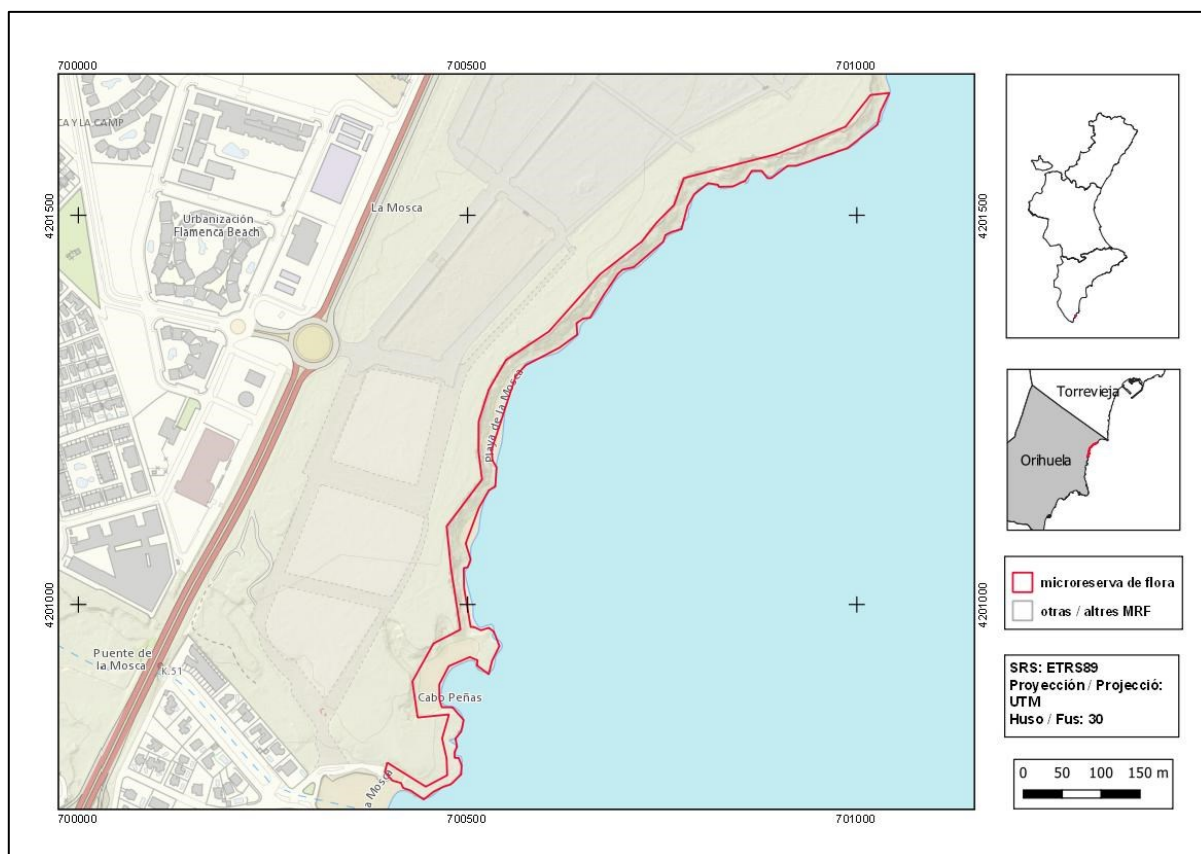 700000
700500
701000
4201500
4201500
CA Y LA CAMP
La Mosca
Urbanización
Flamenca Beach
Playa de la Mosca
4201000
4201000
Puente de
la Mosca
K.51
Cabo Peñas
la Mosca
700000
700500
701000
Torrevieja
Orihuela
microreserva de flora
otras / altres MRF
SRS: ETRS89
Proyección / Projecció:
UTM
Huso / Fus: 30
0 50 100 150 m